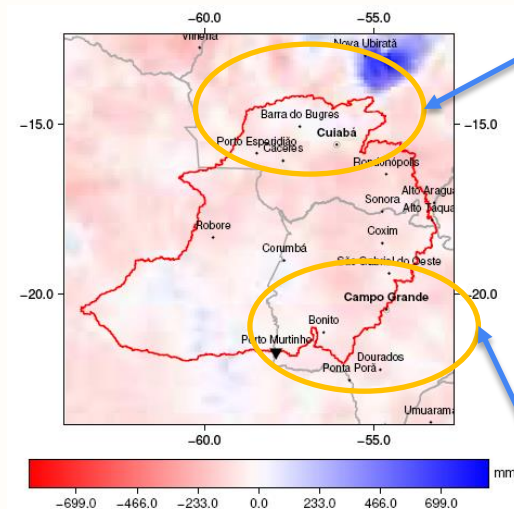 −60.0 −55.0
Vilhena
Nova Ubiratã
−15.0 −15.0
Barra do Bugres
Cuiabá
Porto Esperidião
Cáceres
Rondonópolis
Sonora
Alto Taqua
Robore
Coxim
Corumbá
São Gabriel do Oeste
−20.0 −20.0
Campo Grande
Bonito
Porto Murtinho
Dourados
Ponta Porã
Umuarama
−60.0 −55.0
mm
−699.0 −466.0 −233.0 0.0 233.0 466.0 699.0